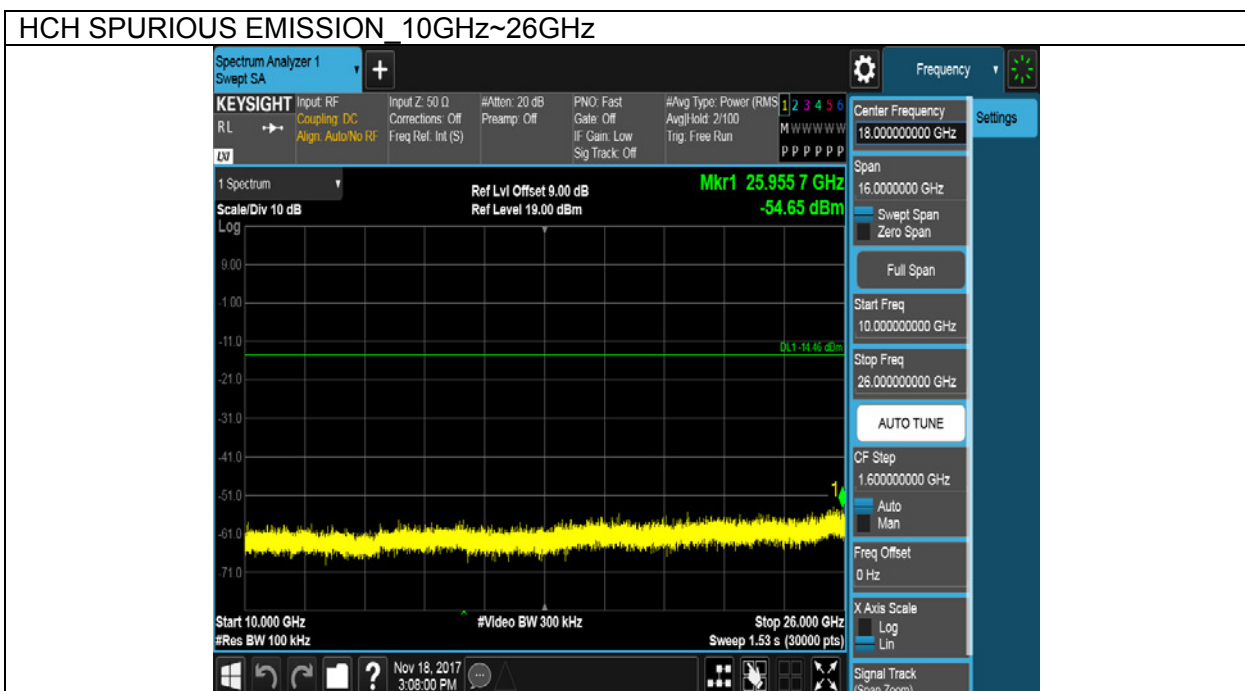 HCH SPURIOUS EMISSION_10GHz~26GHz
Spectrum Analyzer 1
Swept SA
+
Frequency
KEYSIGHT
RL
LXI
Input: RF
Coupling: DC
Align: Auto/No RF
Input Z: 50 Ω
Corrections: Off
Freq Ref: Int (S)
#Atten: 20 dB
Preamp: Off
PNO: Fast
Gate: Off
IF Gain: Low
Sig Track: Off
#Avg Type: Power (RMS
Avg|Hold: 2/100
Trig: Free Run
1 2 3 4 5 6
M W W W W W
P P P P P P
1 Spectrum
Scale/Div 10 dB
Log
Ref Lvl Offset 9.00 dB
Ref Level 19.00 dBm
Mkr1 25.955 7 GHz
-54.65 dBm
9.00
-1.00
-11.0
DL1 -14.46 dBm
-21.0
-31.0
-41.0
-51.0
1
-61.0
-71.0
Start 10.000 GHz
#Res BW 100 kHz
#Video BW 300 kHz
Stop 26.000 GHz
Sweep 1.53 s (30000 pts)
?
Nov 18, 2017
3:08:00 PM
Center Frequency
18.000000000 GHz
Settings
Span
16.0000000 GHz
Swept Span
Zero Span
Full Span
Start Freq
10.000000000 GHz
Stop Freq
26.000000000 GHz
AUTO TUNE
CF Step
1.600000000 GHz
Auto
Man
Freq Offset
0 Hz
X Axis Scale
Log
Lin
Signal Track
(Span Zoom)